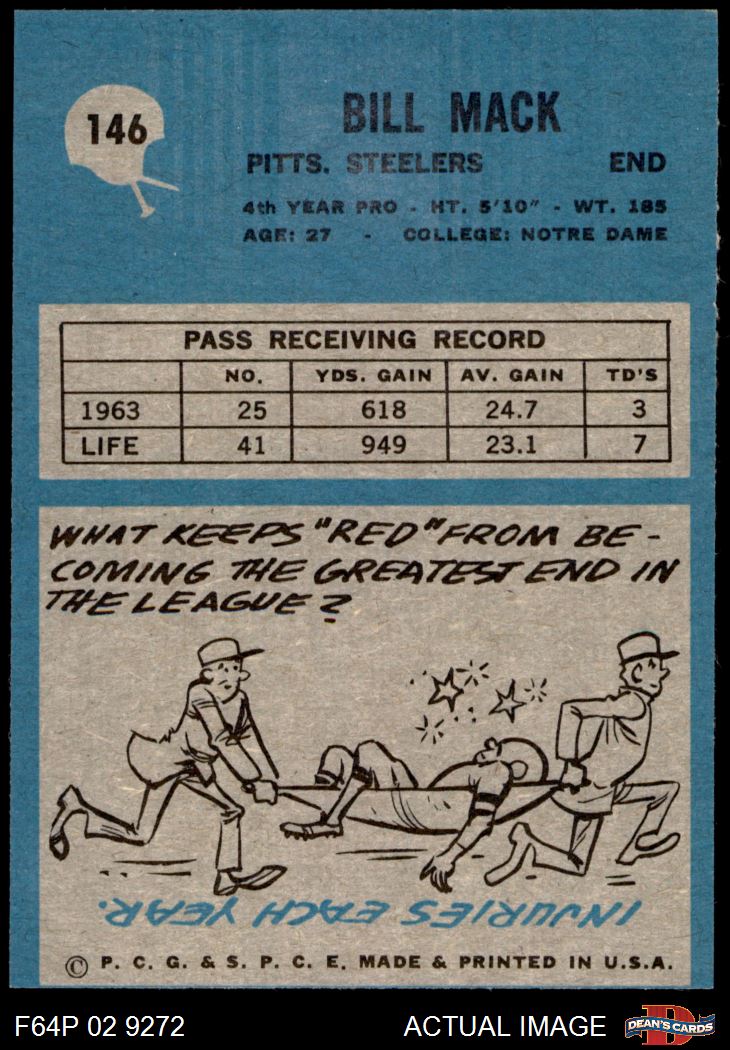 146
BILL MACK
PITTS. STEELERS END
4th YEAR PRO - HT. 5'10" - WT. 185
AGE: 27 - COLLEGE: NOTRE DAME
PASS RECEIVING RECORD
NO. YDS. GAIN AV. GAIN TD'S
1963 25 618 24.7 3
LIFE 41 949 23.1 7
WHAT KEEPS "RED" FROM BE-
COMING THE GREATEST END IN
THE LEAGUE?
INJURIES EACH YEAR.
© P. C. G. & S. P. C. E. MADE & PRINTED IN U.S.A.
F64P 02 9272 ACTUAL IMAGE D DEAN'S CARDS